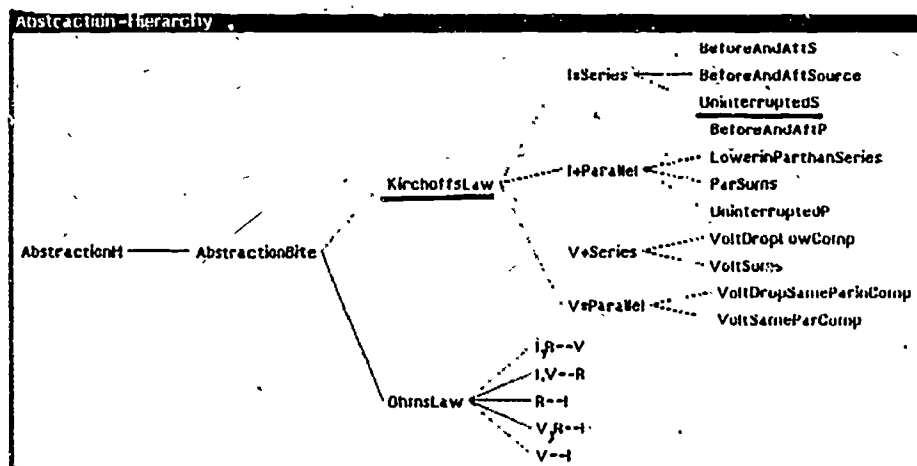 Abstraction-Hierarchy
BeforeAndAftS
IsSeries
BeforeAndAftSource
UninterruptedS
BeforeAndAftP
I+Parallel
LowerinParthanSeries
KirchoffsLaw
ParSums
UninterruptedP
AbstractionH
AbstractionBite
V+Series
VoltDropLowComp
VoltSums
V=Parallel
VoltDropSameParinComp
VoltSameParComp
I,R--V
I,V--R
OhmsLaw
R--I
V,R--I
V--I